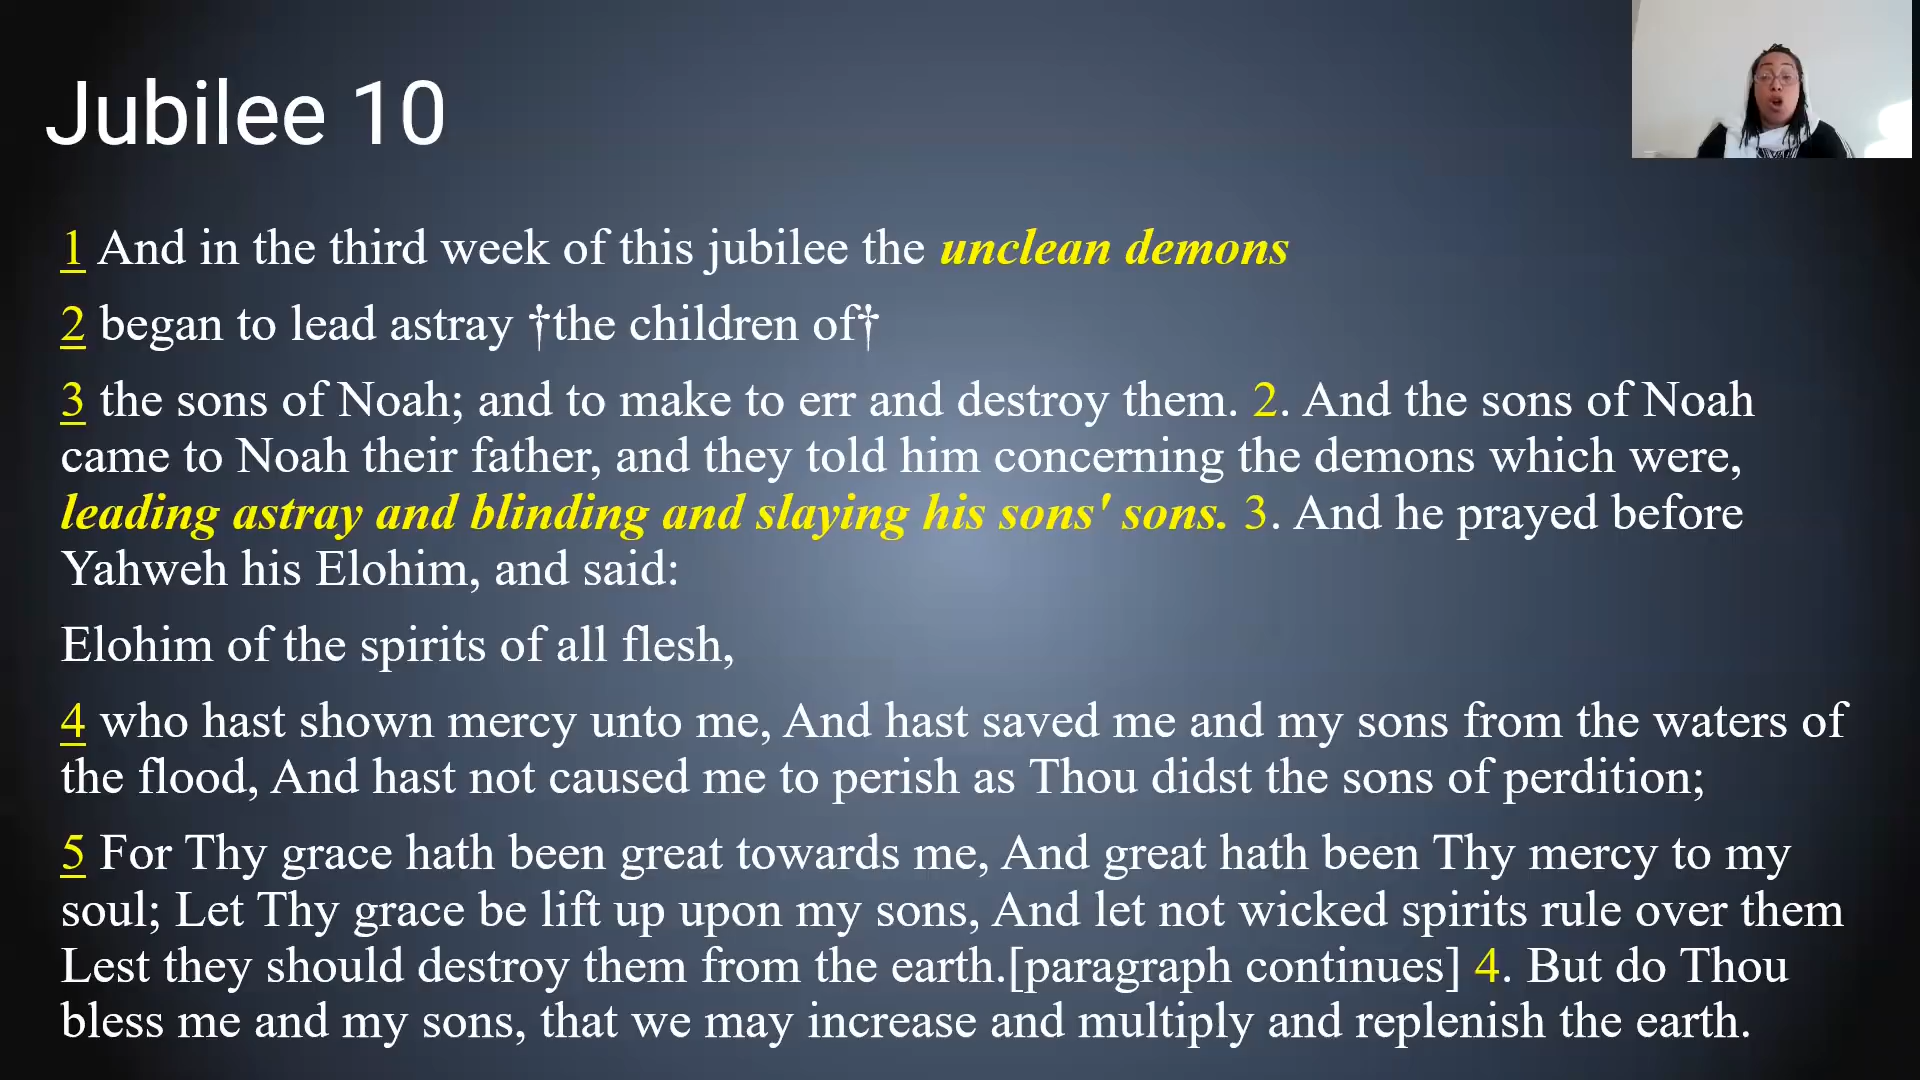 Jubilee 10
1 And in the third week of this jubilee the unclean demons
2 began to lead astray †the children of†
3 the sons of Noah; and to make to err and destroy them. 2. And the sons of Noah
came to Noah their father, and they told him concerning the demons which were,
leading astray and blinding and slaying his sons' sons. 3. And he prayed before
Yahweh his Elohim, and said:
Elohim of the spirits of all flesh,
4 who hast shown mercy unto me, And hast saved me and my sons from the waters of
the flood, And hast not caused me to perish as Thou didst the sons of perdition;
5 For Thy grace hath been great towards me, And great hath been Thy mercy to my
soul; Let Thy grace be lift up upon my sons, And let not wicked spirits rule over them
Lest they should destroy them from the earth.[paragraph continues] 4. But do Thou
bless me and my sons, that we may increase and multiply and replenish the earth.